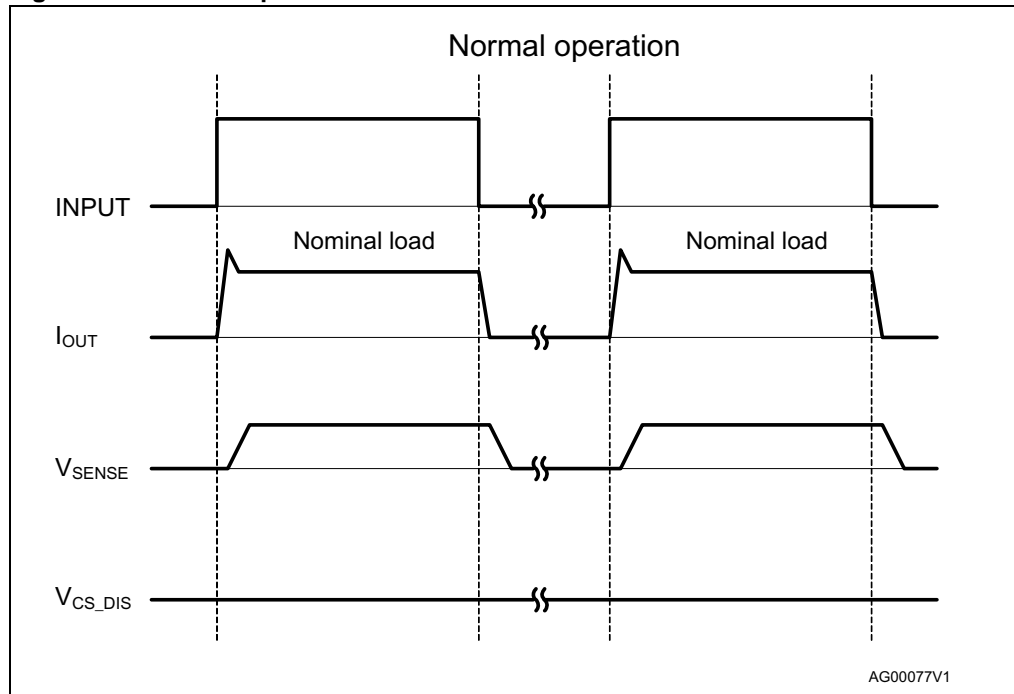 Normal operation
INPUT
Nominal load Nominal load
IOUT
VSENSE
VCS_DIS
AG00077V1